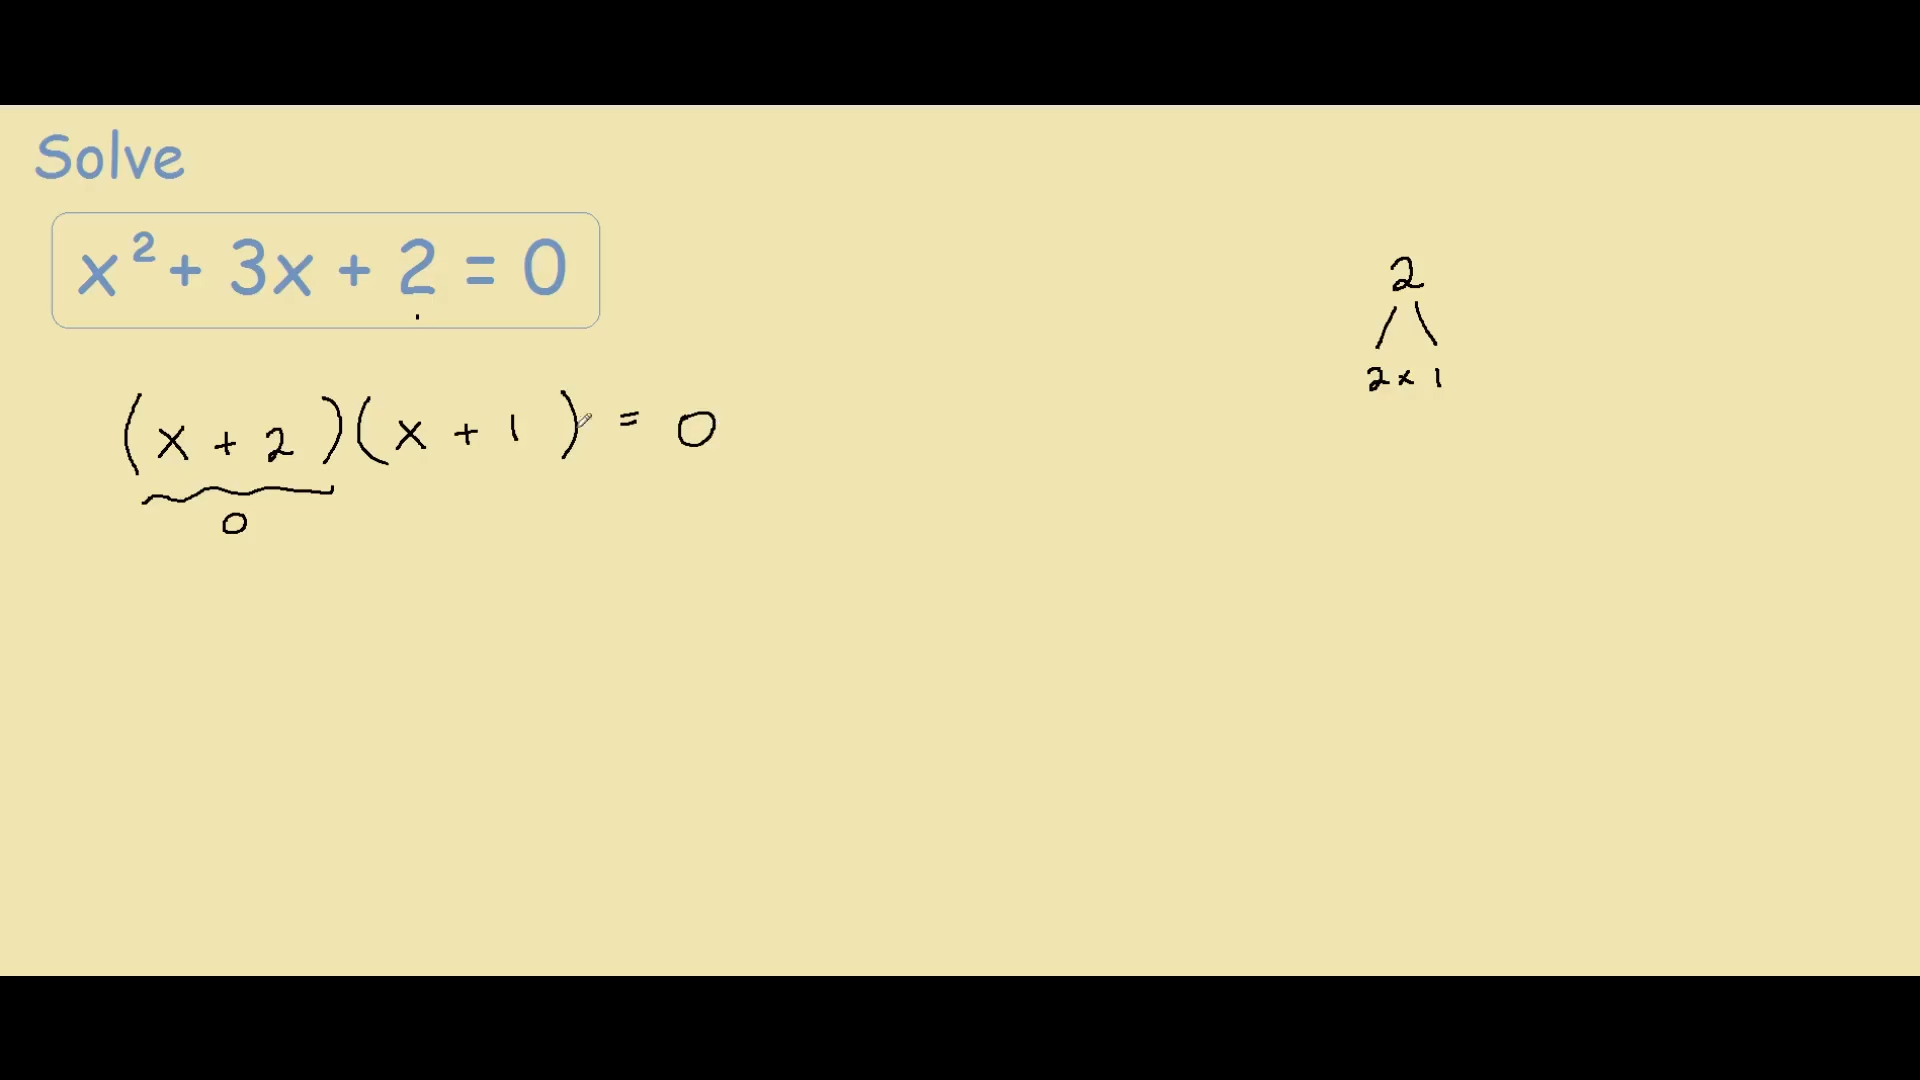 Solve
x² + 3x + 2 = 0
2
2 x 1
(x + 2)(x + 1) = 0
0